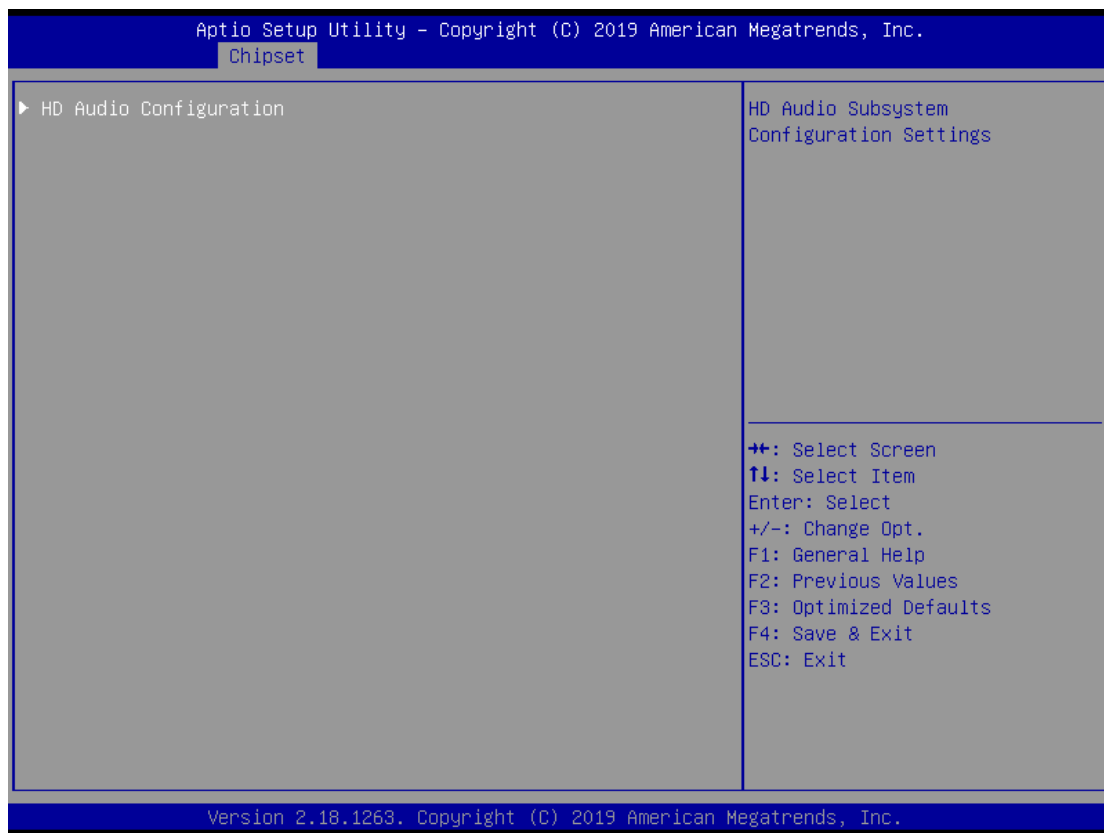 Aptio Setup Utility – Copyright (C) 2019 American Megatrends, Inc.
Chipset
▶ HD Audio Configuration
HD Audio Subsystem
Configuration Settings
→←: Select Screen
↑↓: Select Item
Enter: Select
+/-: Change Opt.
F1: General Help
F2: Previous Values
F3: Optimized Defaults
F4: Save & Exit
ESC: Exit
Version 2.18.1263. Copyright (C) 2019 American Megatrends, Inc.